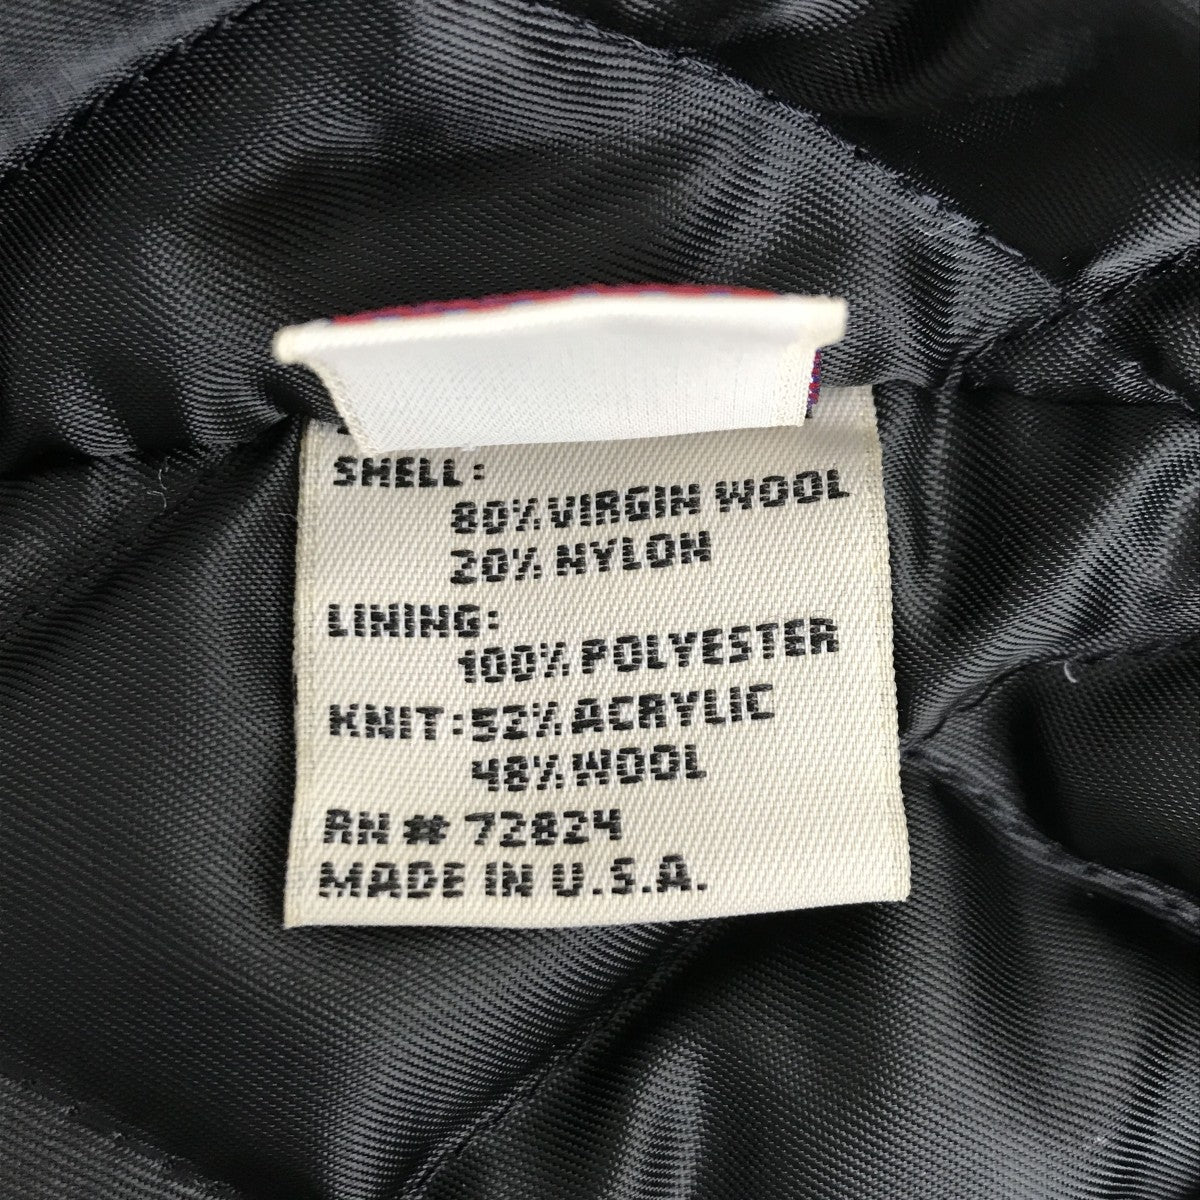 SHELL:
80% VIRGIN WOOL
20% NYLON
LINING:
100% POLYESTER
KNIT: 52% ACRYLIC
48% WOOL
RN # 72824
MADE IN U.S.A.